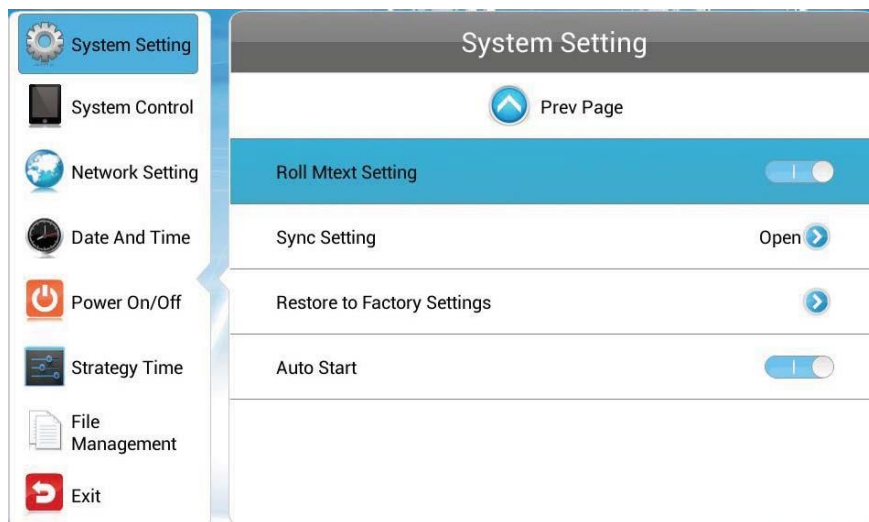 System Setting
System Control
Network Setting
Date And Time
Power On/Off
Strategy Time
File
Management
Exit
System Setting
Prev Page
Roll Mtext Setting
Sync Setting
Open
Restore to Factory Settings
Auto Start